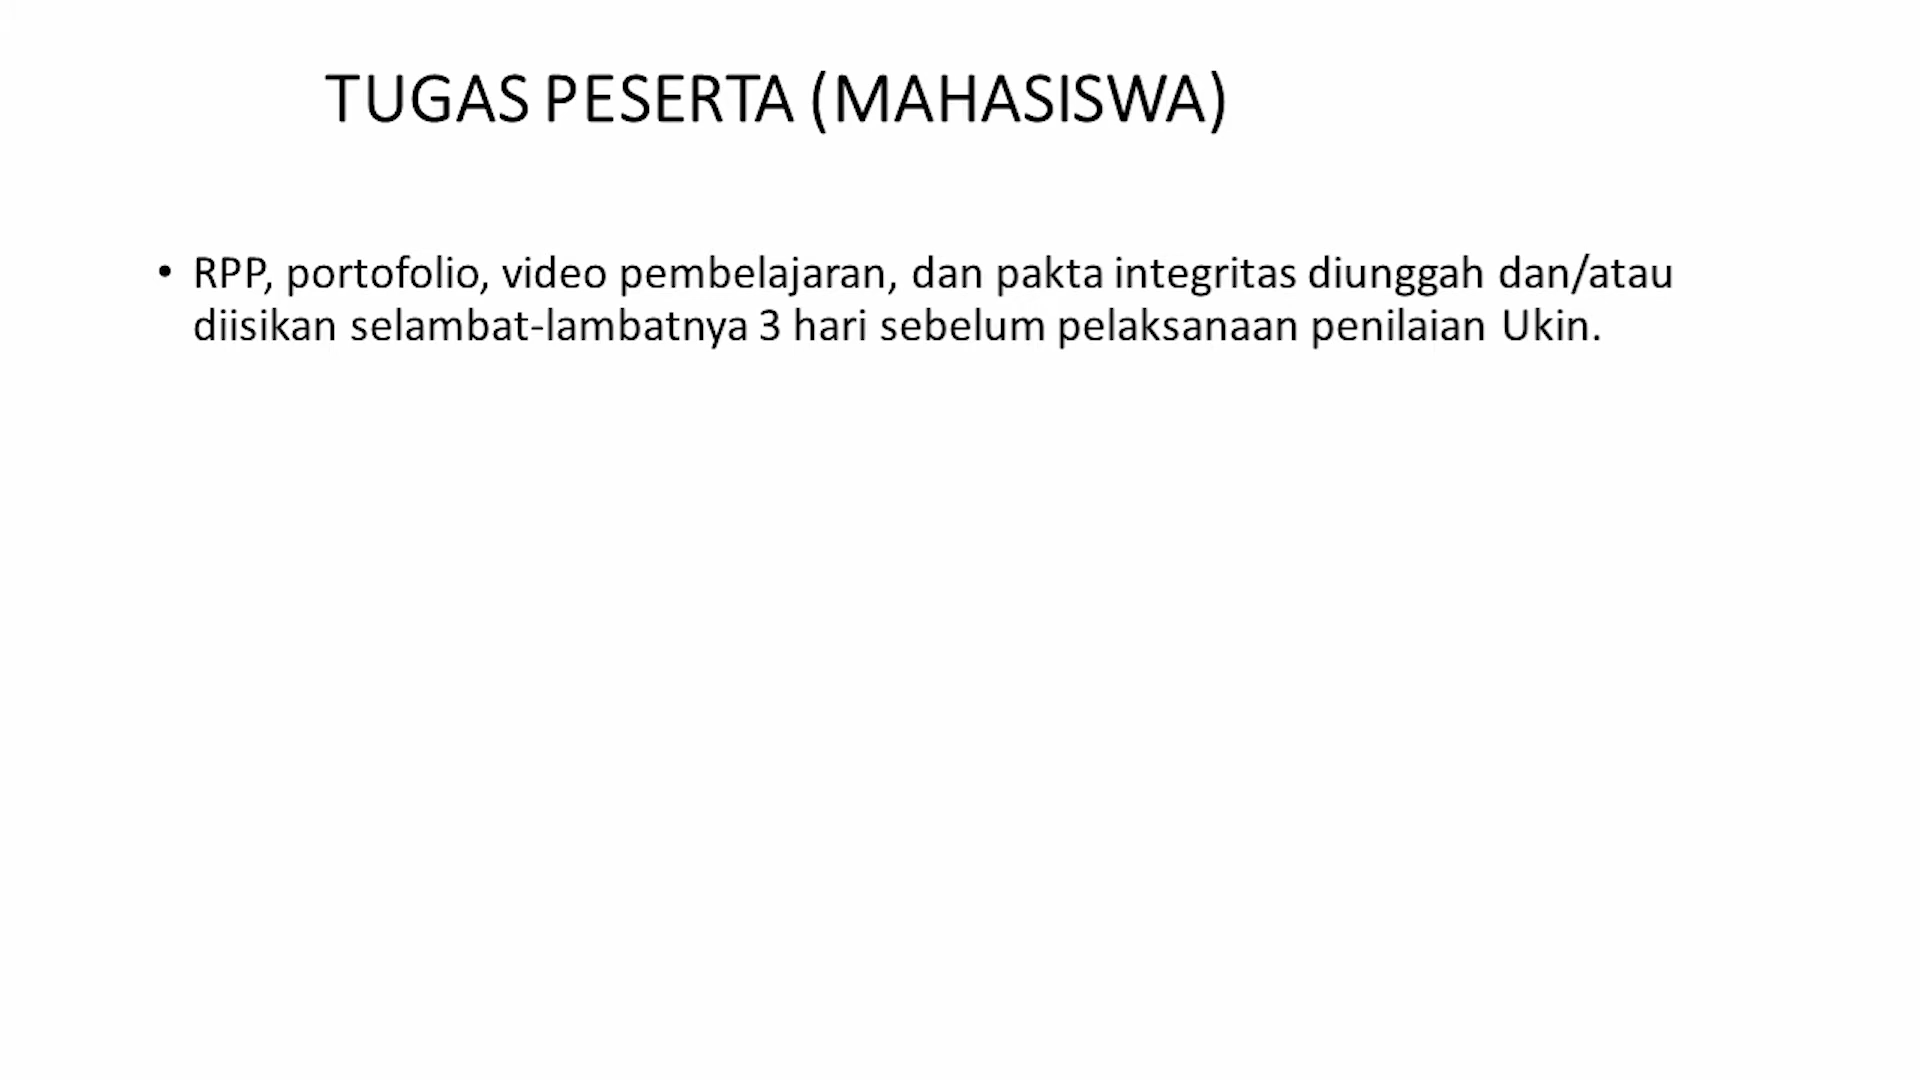 TUGAS PESERTA (MAHASISWA)
• RPP, portofolio, video pembelajaran, dan pakta integritas diunggah dan/atau
diisikan selambat-lambatnya 3 hari sebelum pelaksanaan penilaian Ukin.